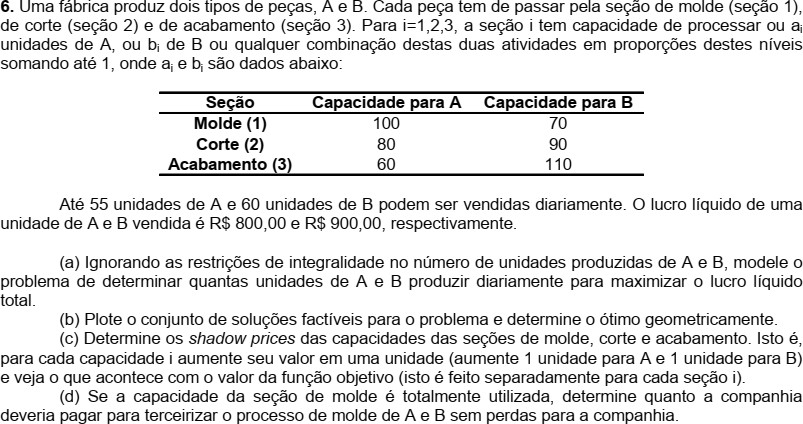 6. Uma fábrica produz dois tipos de peças, A e B. Cada peça tem de passar pela seção de molde (seção 1),
de corte (seção 2) e de acabamento (seção 3). Para i=1,2,3, a seção i tem capacidade de processar ou aᵢ
unidades de A, ou bᵢ de B ou qualquer combinação destas duas atividades em proporções destes níveis
somando até 1, onde aᵢ e bᵢ são dados abaixo:
Seção Capacidade para A Capacidade para B
Molde (1) 100 70
Corte (2) 80 90
Acabamento (3) 60 110
Até 55 unidades de A e 60 unidades de B podem ser vendidas diariamente. O lucro líquido de uma
unidade de A e B vendida é R$ 800,00 e R$ 900,00, respectivamente.
(a) Ignorando as restrições de integralidade no número de unidades produzidas de A e B, modele o
problema de determinar quantas unidades de A e B produzir diariamente para maximizar o lucro líquido
total.
(b) Plote o conjunto de soluções factíveis para o problema e determine o ótimo geometricamente.
(c) Determine os shadow prices das capacidades das seções de molde, corte e acabamento. Isto é,
para cada capacidade i aumente seu valor em uma unidade (aumente 1 unidade para A e 1 unidade para B)
e veja o que acontece com o valor da função objetivo (isto é feito separadamente para cada seção i).
(d) Se a capacidade da seção de molde é totalmente utilizada, determine quanto a companhia
deveria pagar para terceirizar o processo de molde de A e B sem perdas para a companhia.